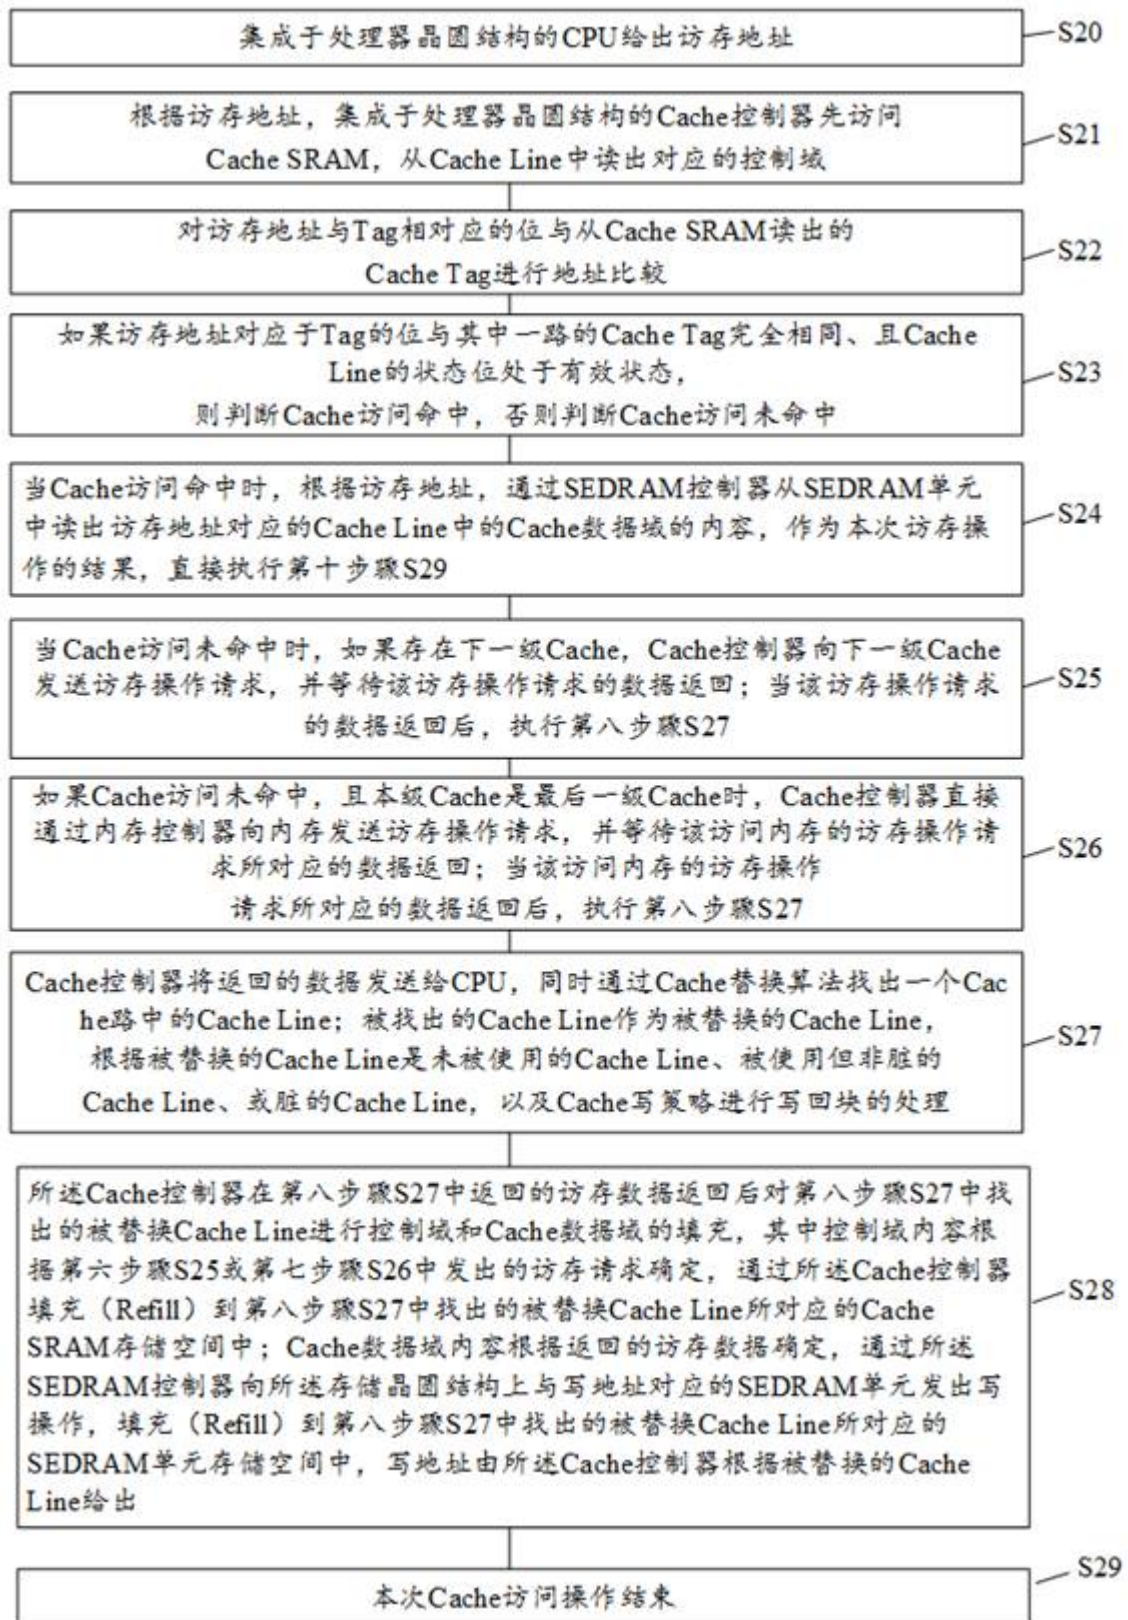 集成于处理器晶圆结构的CPU给出访存地址
S20
根据访存地址，集成于处理器晶圆结构的Cache控制器先访问
Cache SRAM，从Cache Line中读出对应的控制域
S21
对访存地址与Tag相对应的位与从Cache SRAM读出的
Cache Tag进行地址比较
S22
如果访存地址对应于Tag的位与其中一路的Cache Tag完全相同、且Cache
Line的状态位处于有效状态，
则判断Cache访问命中，否则判断Cache访问未命中
S23
当Cache访问命中时，根据访存地址，通过SEDRAM控制器从SEDRAM单元
中读出访存地址对应的Cache Line中的Cache数据域的内容，作为本次访存操
作的结果，直接执行第十步骤S29
S24
当Cache访问未命中时，如果存在下一级Cache，Cache控制器向下一级Cache
发送访存操作请求，并等待该访存操作请求的数据返回；当该访存操作请求
的数据返回后，执行第八步骤S27
S25
如果Cache访问未命中，且本级Cache是最后一级Cache时，Cache控制器直接
通过内存控制器向内存发送访存操作请求，并等待该访问内存的访存操作请
求所对应的数据返回；当该访问内存的访存操作
请求所对应的数据返回后，执行第八步骤S27
S26
Cache控制器将返回的数据发送给CPU，同时通过Cache替换算法找出一个Cac
he路中的Cache Line；被找出的Cache Line作为被替换的Cache Line，
根据被替换的Cache Line是未被使用的Cache Line、被使用但非脏的
Cache Line、或脏的Cache Line，以及Cache写策略进行写回块的处理
S27
所述Cache控制器在第八步骤S27中返回的访存数据返回后对第八步骤S27中找
出的被替换Cache Line进行控制域和Cache数据域的填充，其中控制域内容根
据第六步骤S25或第七步骤S26中发出的访存请求确定，通过所述Cache控制器
填充（Refill）到第八步骤S27中找出的被替换Cache Line所对应的Cache
SRAM存储空间中；Cache数据域内容根据返回的访存数据确定，通过所述
SEDRAM控制器向所述存储晶圆结构上与写地址对应的SEDRAM单元发出写
操作，填充（Refill）到第八步骤S27中找出的被替换Cache Line所对应的
SEDRAM单元存储空间中，写地址由所述Cache控制器根据被替换的Cache
Line给出
S28
本次Cache访问操作结束
S29